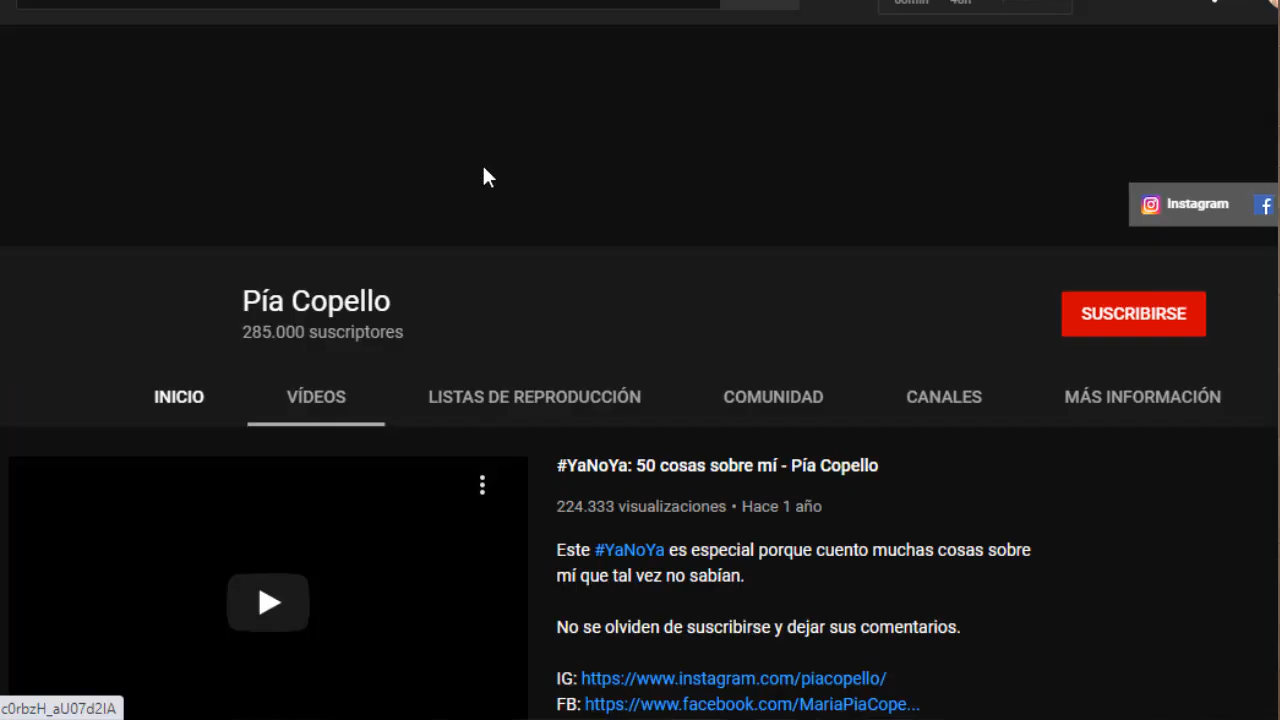 Instagram
Pía Copello
285.000 suscriptores
SUSCRIBIRSE
INICIO VÍDEOS LISTAS DE REPRODUCCIÓN COMUNIDAD CANALES MÁS INFORMACIÓN
#YaNoYa: 50 cosas sobre mí - Pía Copello
224.333 visualizaciones • Hace 1 año
Este #YaNoYa es especial porque cuento muchas cosas sobre
mí que tal vez no sabían.
No se olviden de suscribirse y dejar sus comentarios.
IG: https://www.instagram.com/piacopello/
FB: https://www.facebook.com/MariaPiaCope...
c0rbzH_aU07d2IA